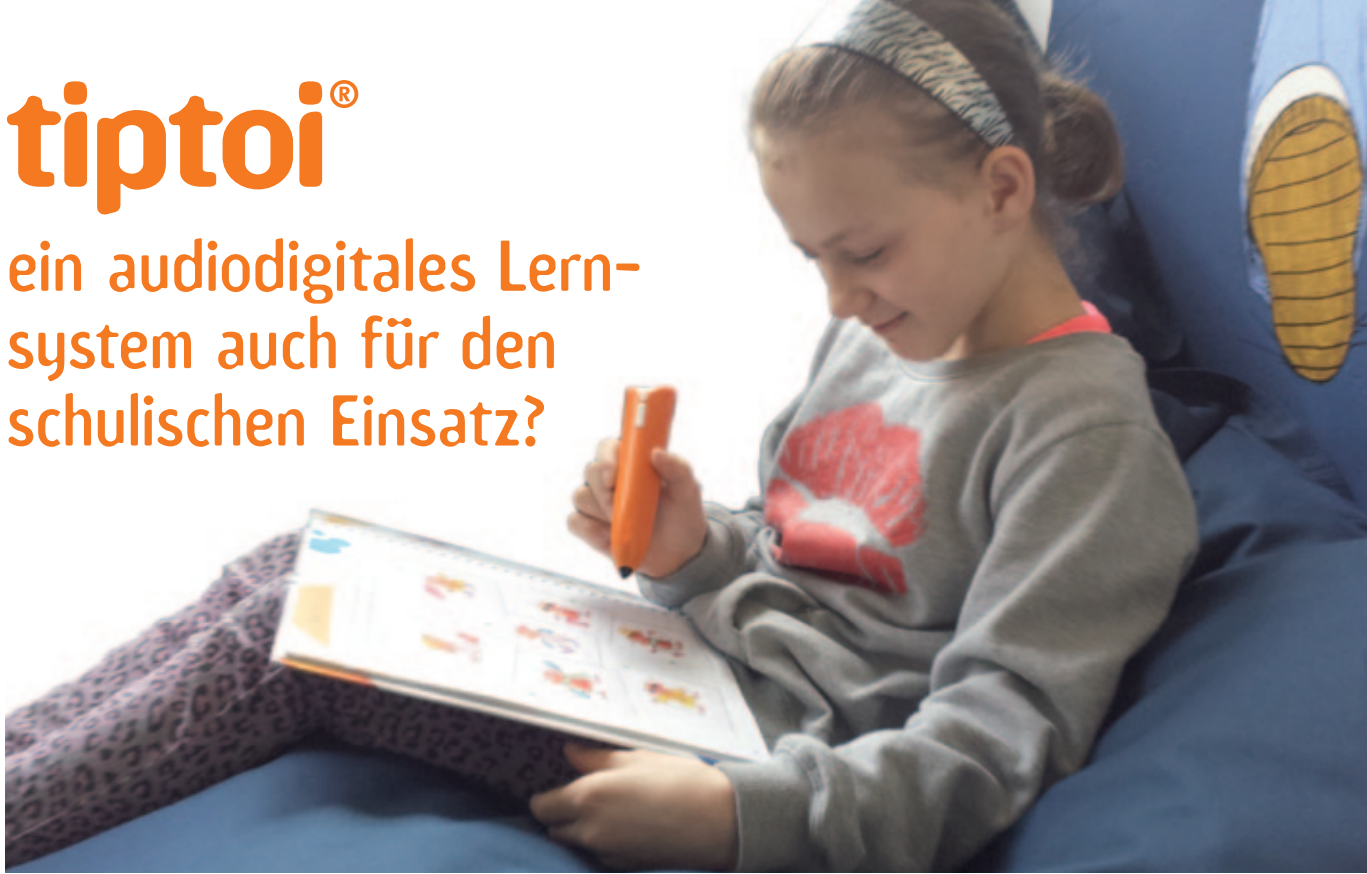 tiptoi®
ein audiodigitales Lern-
system auch für den
schulischen Einsatz?